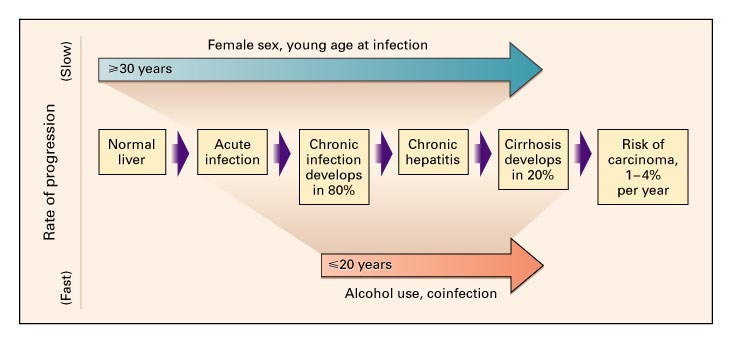 (Slow)
Rate of progression
(Fast)
Female sex, young age at infection
⩾30 years
Normal
liver
Acute
infection
Chronic
infection
develops
in 80%
Chronic
hepatitis
Cirrhosis
develops
in 20%
Risk of
carcinoma,
1–4%
per year
⩽20 years
Alcohol use, coinfection